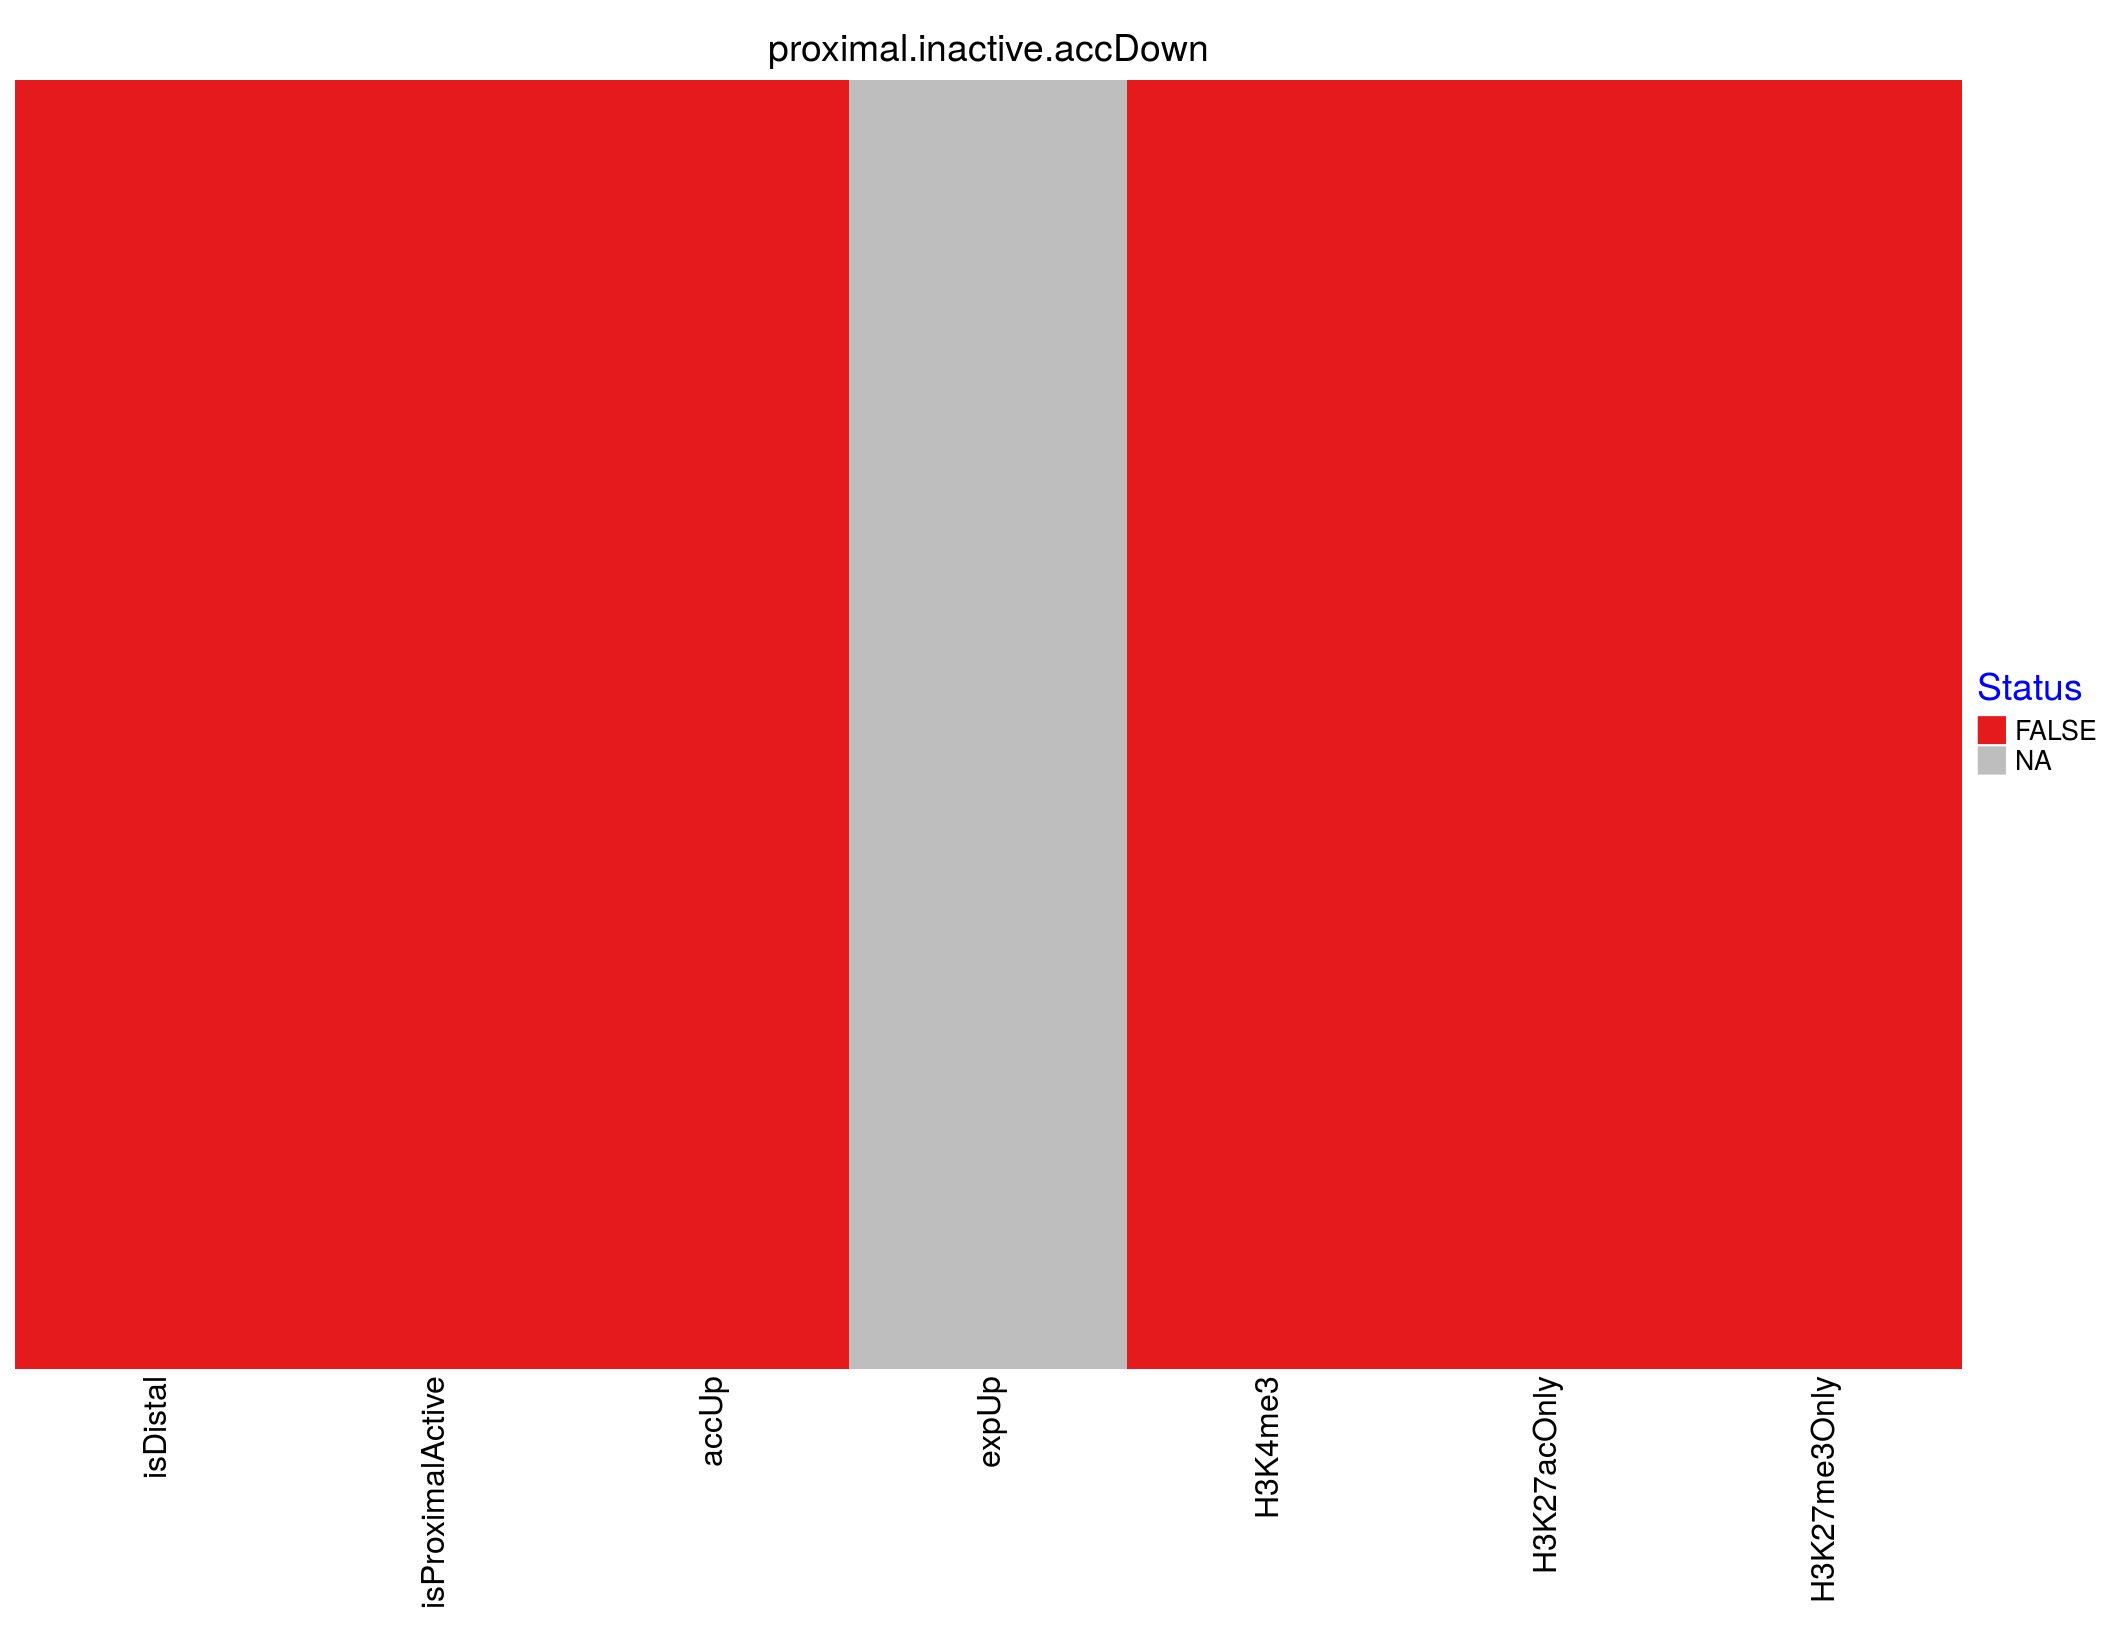 proximal.inactive.accDown
Status
FALSE
NA
isDistal
isProximalActive
accUp
expUp
H3K4me3
H3K27acOnly
H3K27me3Only